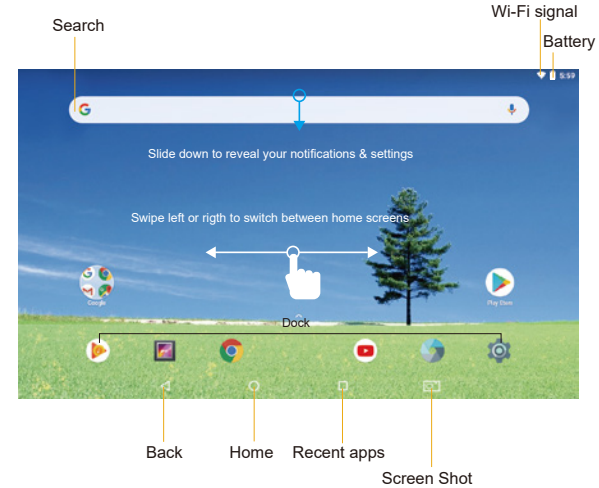 Wi-Fi signal
Search
Battery
5:59
Slide down to reveal your notifications & settings
Swipe left or rigth to switch between home screens
Google
Play Store
Dock
Back
Home
Recent apps
Screen Shot